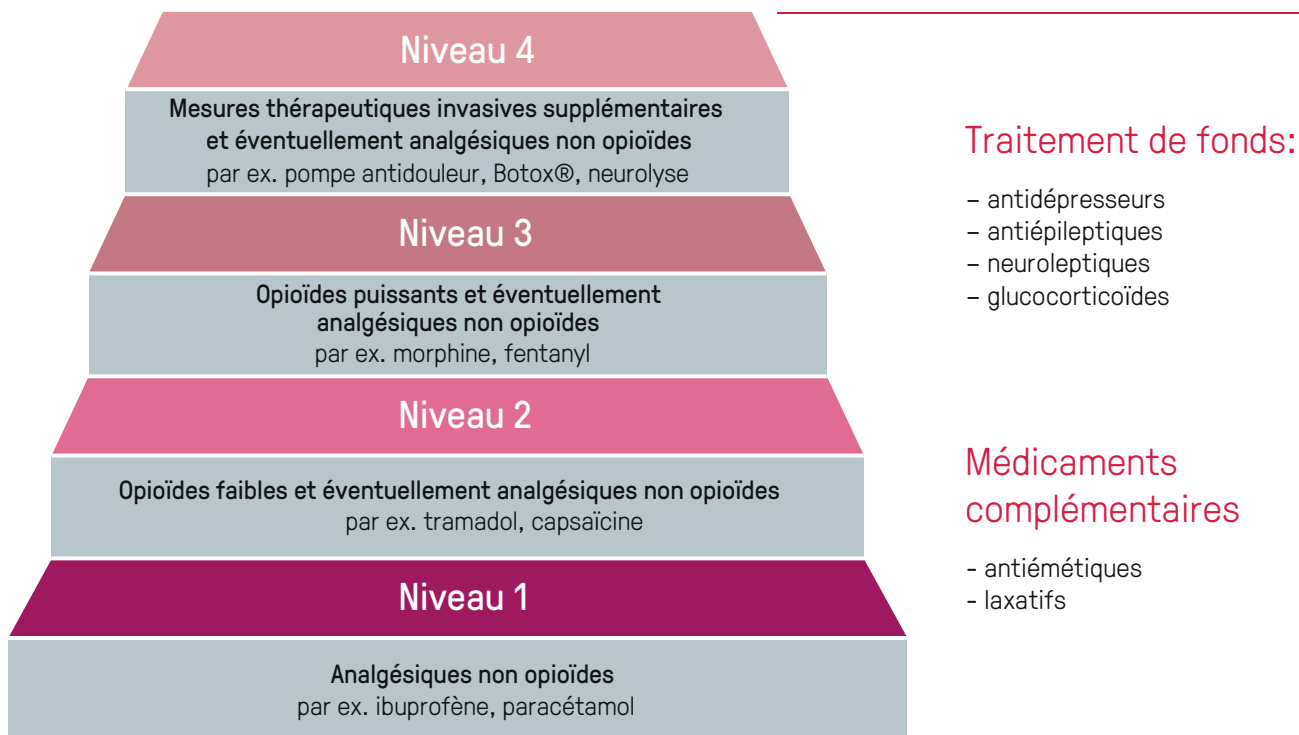 Niveau 4
Mesures thérapeutiques invasives supplémentaires
et éventuellement analgésiques non opioïdes
par ex. pompe antidouleur, Botox®, neurolyse
Niveau 3
Opioïdes puissants et éventuellement
analgésiques non opioïdes
par ex. morphine, fentanyl
Niveau 2
Opioïdes faibles et éventuellement analgésiques non opioïdes
par ex. tramadol, capsaïcine
Niveau 1
Analgésiques non opioïdes
par ex. ibuprofène, paracétamol
Traitement de fonds:
– antidépresseurs
– antiépileptiques
– neuroleptiques
– glucocorticoïdes
Médicaments
complémentaires
- antiémétiques
- laxatifs